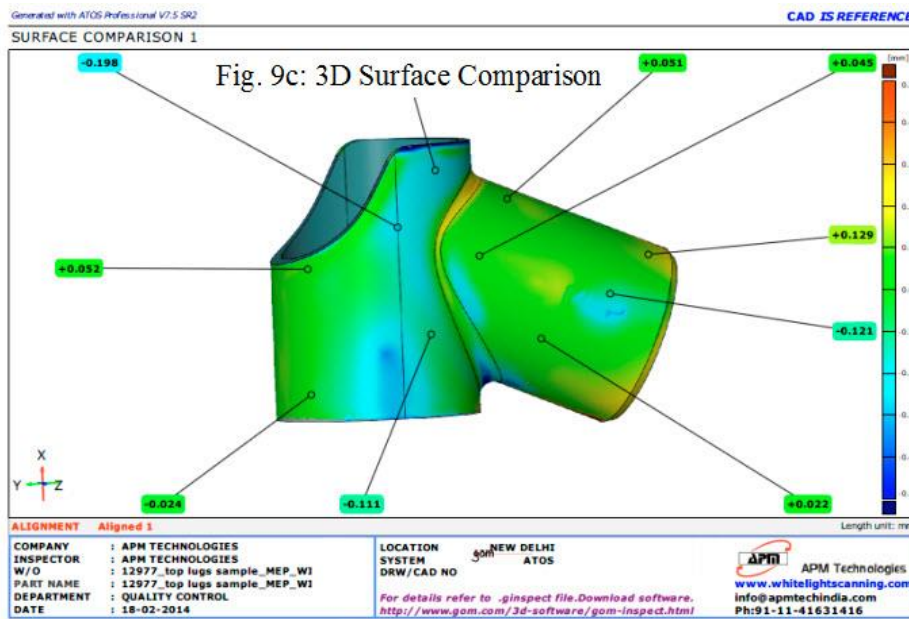 Generated with ATOS Professional V7.5 SR2
CAD IS REFERENCE
SURFACE COMPARISON 1
-0.198
Fig. 9c: 3D Surface Comparison
+0.051
+0.045
[mm]
+0.129
+0.052
-0.121
-0.024
-0.111
+0.022
X
Y
Z
ALIGNMENT Aligned 1
Length unit: mm
COMPANY : APM TECHNOLOGIES
INSPECTOR : APM TECHNOLOGIES
W/O : 12977_top lugs sample_MEP_WI
PART NAME : 12977_top lugs sample_MEP_WI
DEPARTMENT : QUALITY CONTROL
DATE : 18-02-2014
LOCATION NEW DELHI
SYSTEM gom ATOS
DRW/CAD NO
For details refer to .ginspect file.Download software.
http://www.gom.com/3d-software/gom-inspect.html
APM
APM Technologies
www.whitelightscanning.com
info@apmtechindia.com
Ph:91-11-41631416